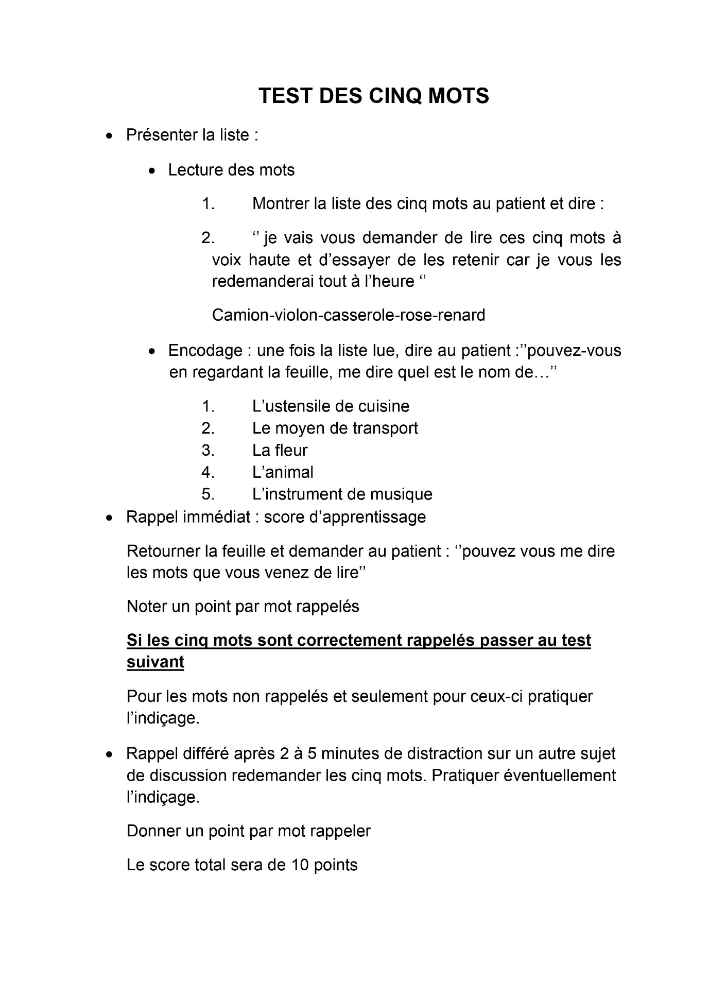 TEST DES CINQ MOTS
• Présenter la liste :
• Lecture des mots
1. Montrer la liste des cinq mots au patient et dire :
2. ‘’ je vais vous demander de lire ces cinq mots à
voix haute et d’essayer de les retenir car je vous les
redemanderai tout à l’heure ‘’
Camion-violon-casserole-rose-renard
• Encodage : une fois la liste lue, dire au patient :’’pouvez-vous
en regardant la feuille, me dire quel est le nom de…’’
1. L’ustensile de cuisine
2. Le moyen de transport
3. La fleur
4. L’animal
5. L’instrument de musique
• Rappel immédiat : score d’apprentissage
Retourner la feuille et demander au patient : ‘’pouvez vous me dire
les mots que vous venez de lire’’
Noter un point par mot rappelés
Si les cinq mots sont correctement rappelés passer au test
suivant
Pour les mots non rappelés et seulement pour ceux-ci pratiquer
l’indiçage.
• Rappel différé après 2 à 5 minutes de distraction sur un autre sujet
de discussion redemander les cinq mots. Pratiquer éventuellement
l’indiçage.
Donner un point par mot rappeler
Le score total sera de 10 points